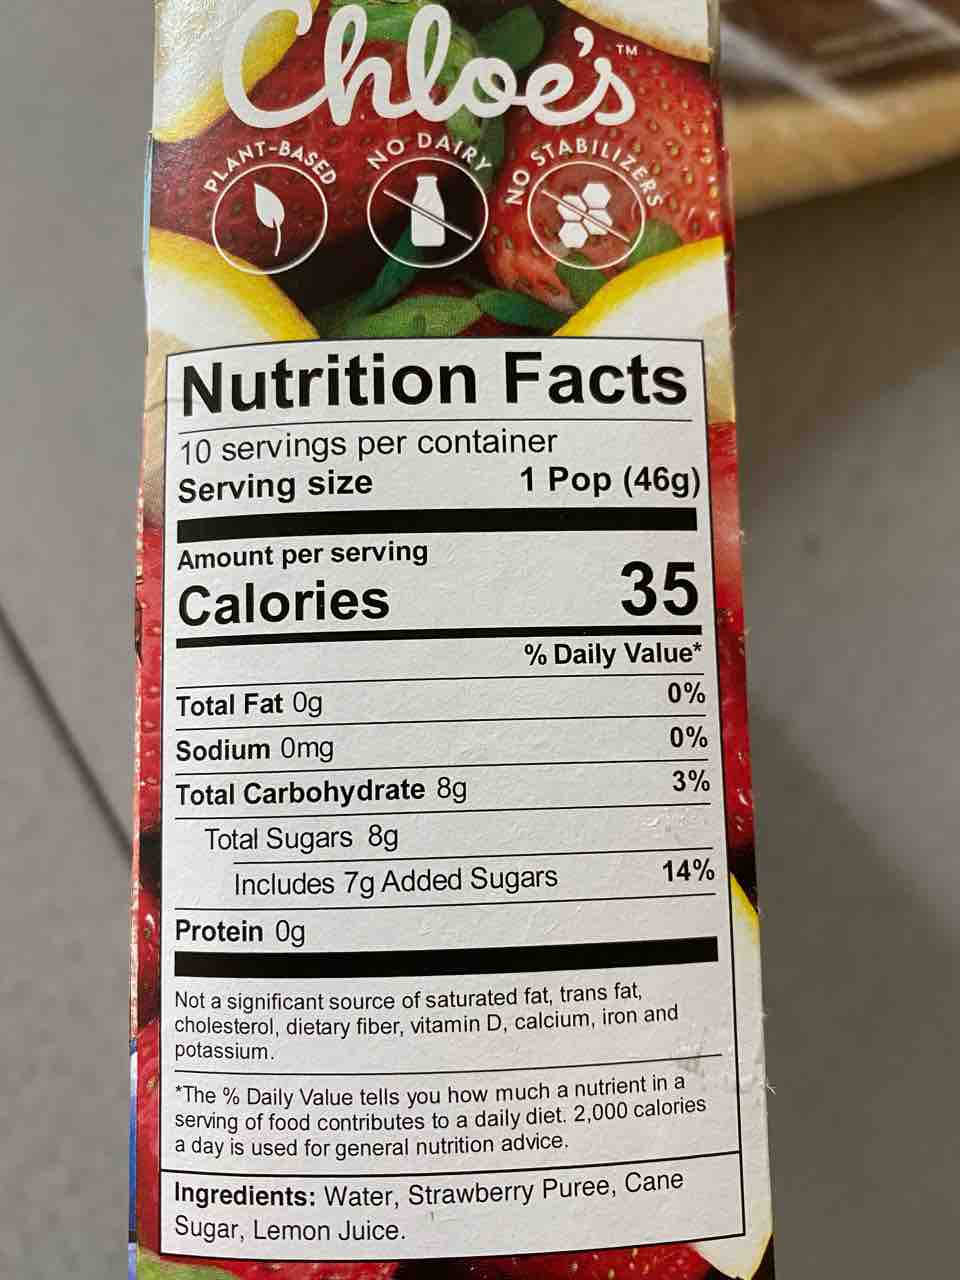 Chloe's™
PLANT-BASED
NO DAIRY
NO STABILIZERS
Nutrition Facts
10 servings per container
Serving size 1 Pop (46g)
Amount per serving
Calories 35
% Daily Value*
Total Fat 0g 0%
Sodium 0mg 0%
Total Carbohydrate 8g 3%
Total Sugars 8g
Includes 7g Added Sugars 14%
Protein 0g
Not a significant source of saturated fat, trans fat,
cholesterol, dietary fiber, vitamin D, calcium, iron and
potassium.
*The % Daily Value tells you how much a nutrient in a
serving of food contributes to a daily diet. 2,000 calories
a day is used for general nutrition advice.
Ingredients: Water, Strawberry Puree, Cane
Sugar, Lemon Juice.